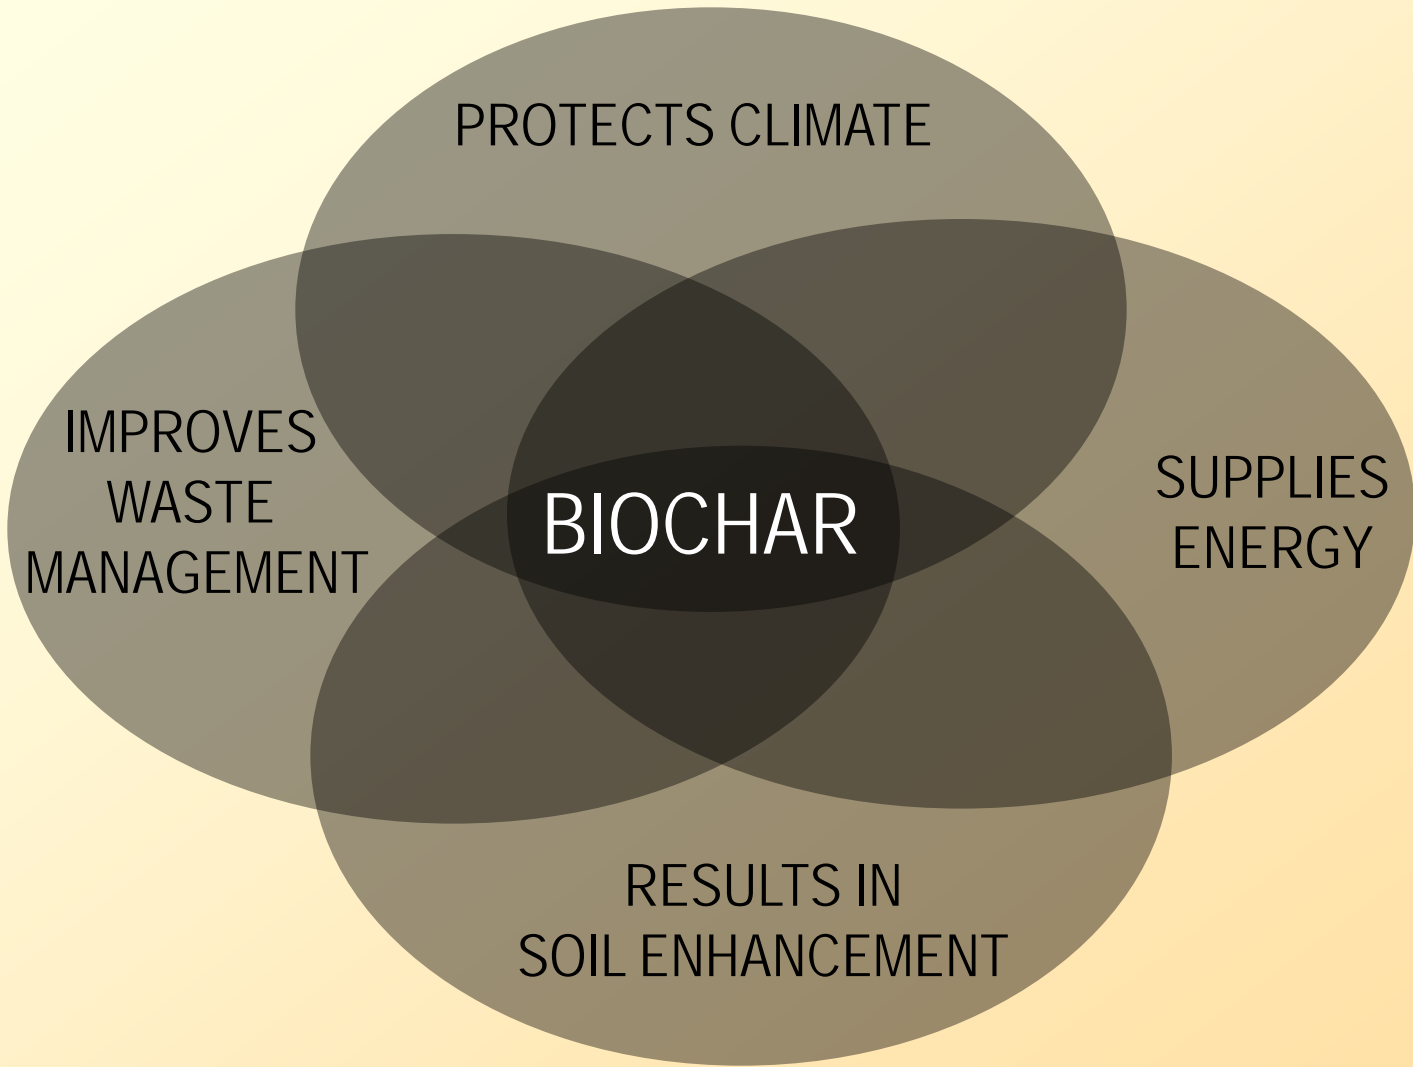 PROTECTS CLIMATE
IMPROVES
WASTE
MANAGEMENT
BIOCHAR
SUPPLIES
ENERGY
RESULTS IN
SOIL ENHANCEMENT